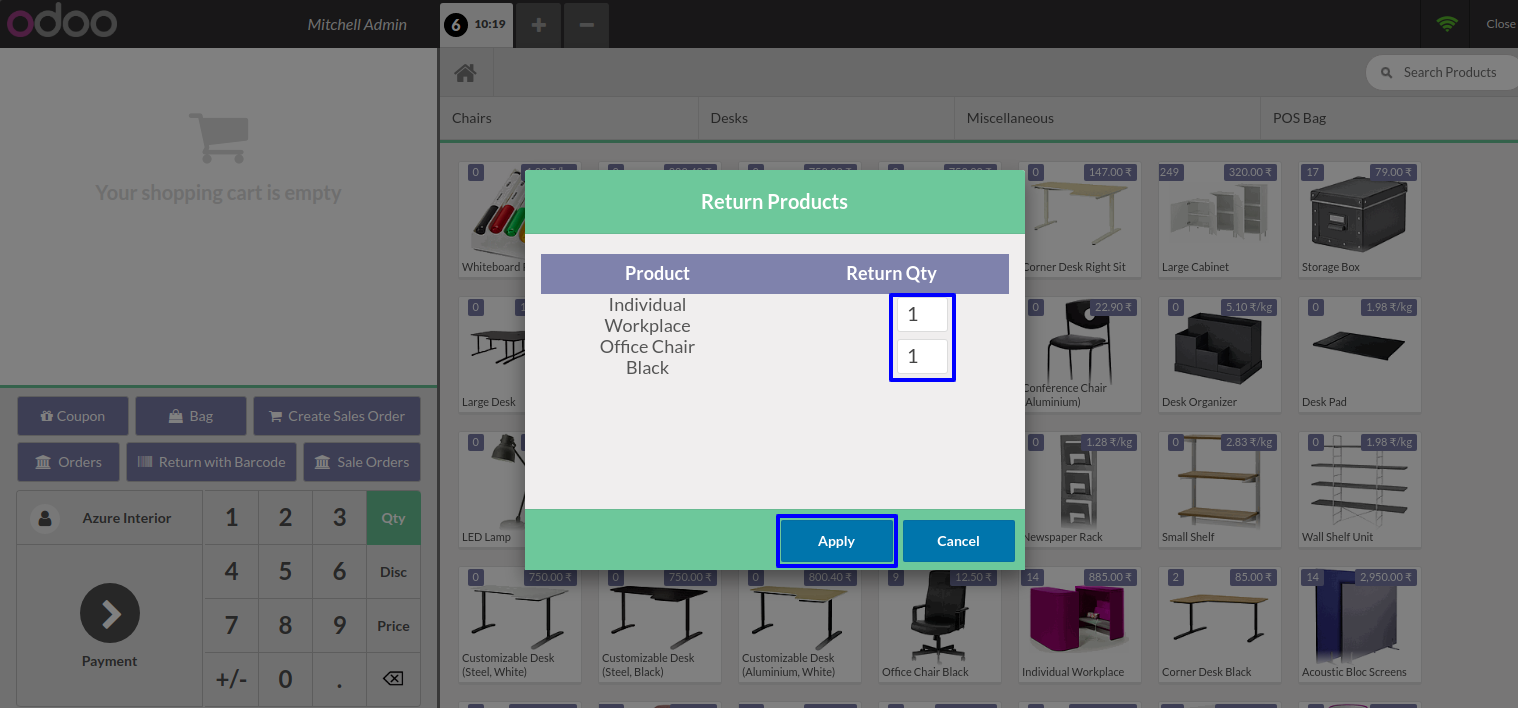 odoo
Mitchell Admin
6 10:19
Close
Search Products
Chairs
Desks
Miscellaneous
POS Bag
Your shopping cart is empty
0
0
0
0
0 147.00 ₹
249 320.00 ₹
17 79.00 ₹
Whiteboard
Corner Desk Right Sit
Large Cabinet
Storage Box
Return Products
Product Return Qty
Individual
Workplace
1
Office Chair
Black
1
Apply
Cancel
0
22.90 ₹
0
5.10 ₹/kg
0
1.98 ₹/kg
0
Large Desk
Conference Chair
(Aluminium)
Desk Organizer
Desk Pad
0
0
1.28 ₹/kg
0
2.83 ₹/kg
0
1.98 ₹/kg
LED Lamp
Newspaper Rack
Small Shelf
Wall Shelf Unit
0 750.00 ₹
0 750.00 ₹
0 800.40 ₹
9 12.50 ₹
14 885.00 ₹
2 85.00 ₹
14 2,950.00 ₹
Customizable Desk
(Steel, White)
Customizable Desk
(Steel, Black)
Customizable Desk
(Aluminium, White)
Office Chair Black
Individual Workplace
Corner Desk Black
Acoustic Bloc Screens
Coupon
Bag
Create Sales Order
Orders
Return with Barcode
Sale Orders
Azure Interior
1 2 3 Qty
4 5 6 Disc
7 8 9 Price
+/- 0 .
Payment